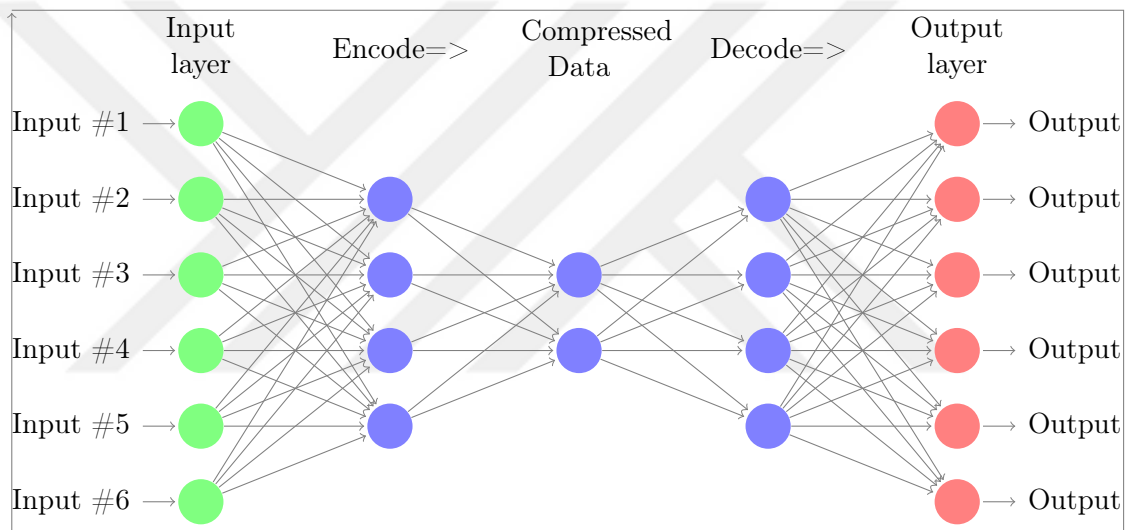 Input
layer
Encode=>
Compressed
Data
Decode=>
Output
layer
Input #1
Output
Input #2
Output
Input #3
Output
Input #4
Output
Input #5
Output
Input #6
Output